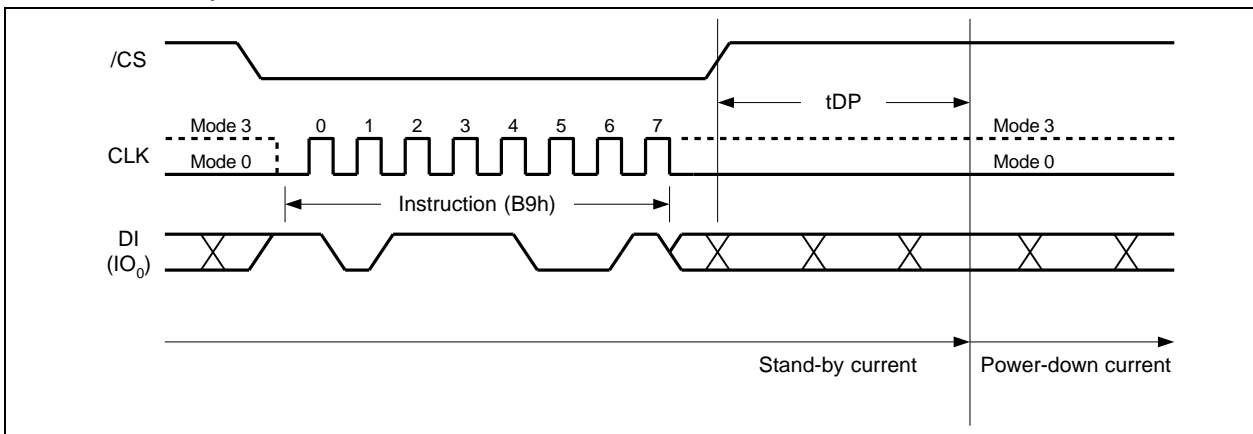 /CS
tDP
Mode 3
0 1 2 3 4 5 6 7
Mode 3
CLK
Mode 0
Mode 0
Instruction (B9h)
DI
(IO0)
Stand-by current
Power-down current